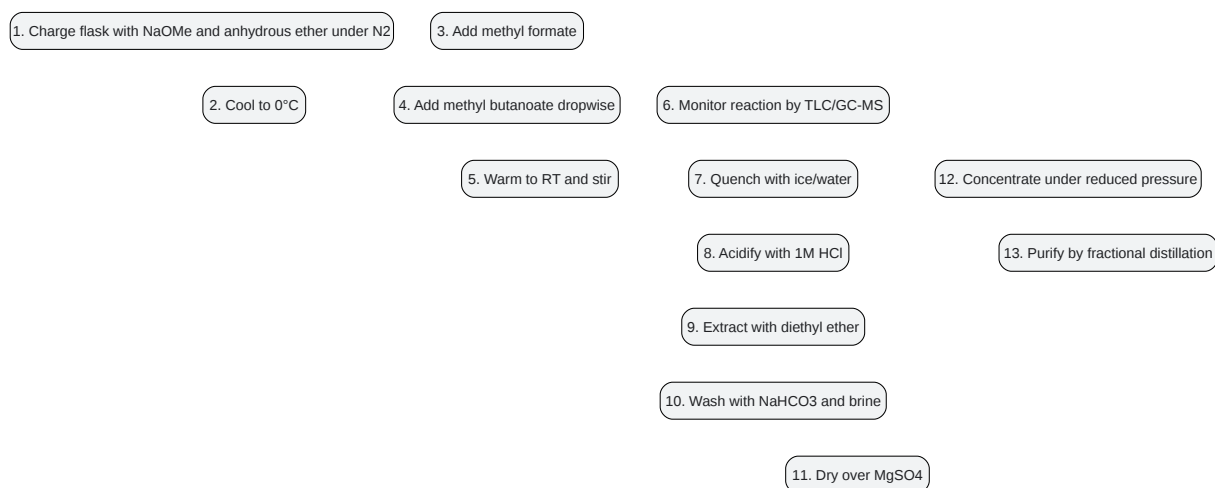 1. Charge flask with NaOMe and anhydrous ether under N2
2. Cool to 0°C
3. Add methyl formate
4. Add methyl butanoate dropwise
5. Warm to RT and stir
6. Monitor reaction by TLC/GC-MS
7. Quench with ice/water
8. Acidify with 1M HCl
9. Extract with diethyl ether
10. Wash with NaHCO3 and brine
11. Dry over MgSO4
12. Concentrate under reduced pressure
13. Purify by fractional distillation